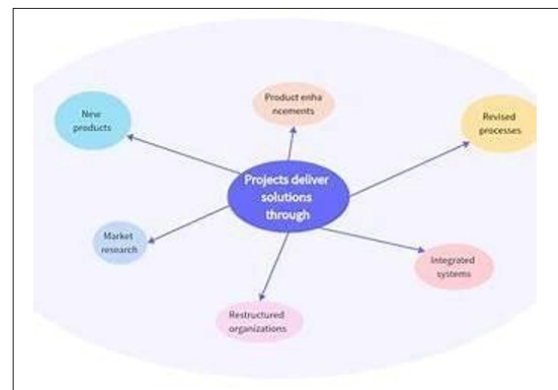 New
products
Product enha
ncements
Revised
processes
Projects deliver
solutions
through
Market
research
Integrated
systems
Restructured
organizations